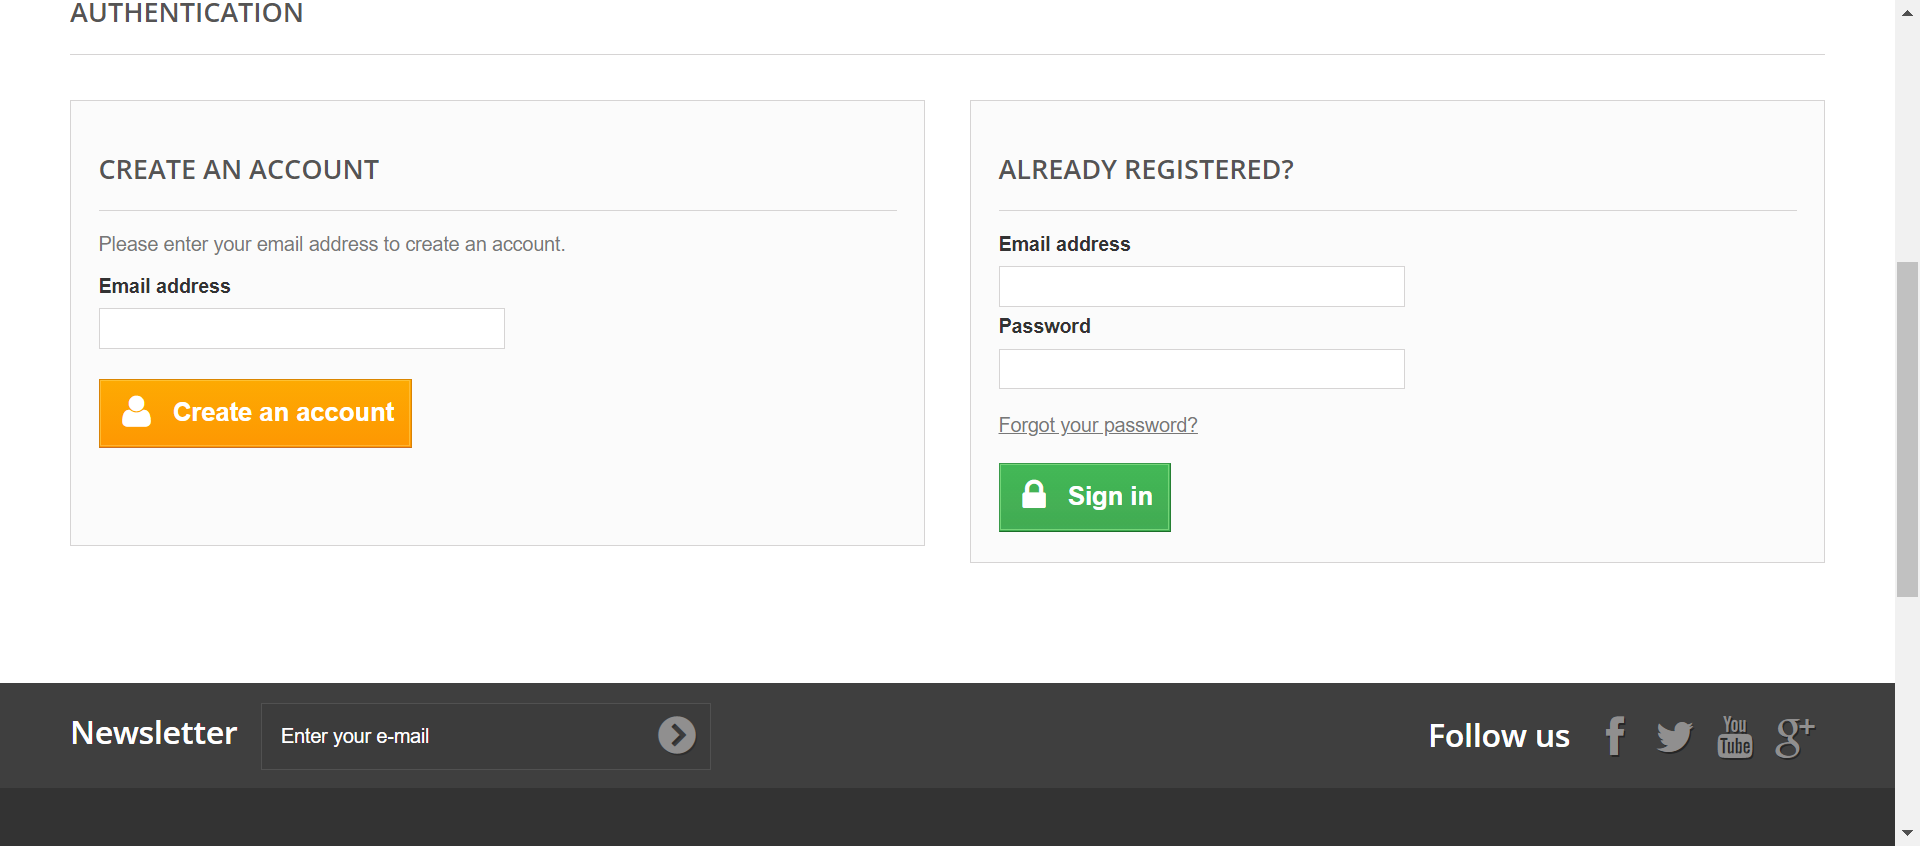 AUTHENTICATION
CREATE AN ACCOUNT
Please enter your email address to create an account.
Email address
Create an account
ALREADY REGISTERED?
Email address
Password
Forgot your password?
Sign in
Newsletter
Enter your e-mail
Follow us
f
You
Tube
g+